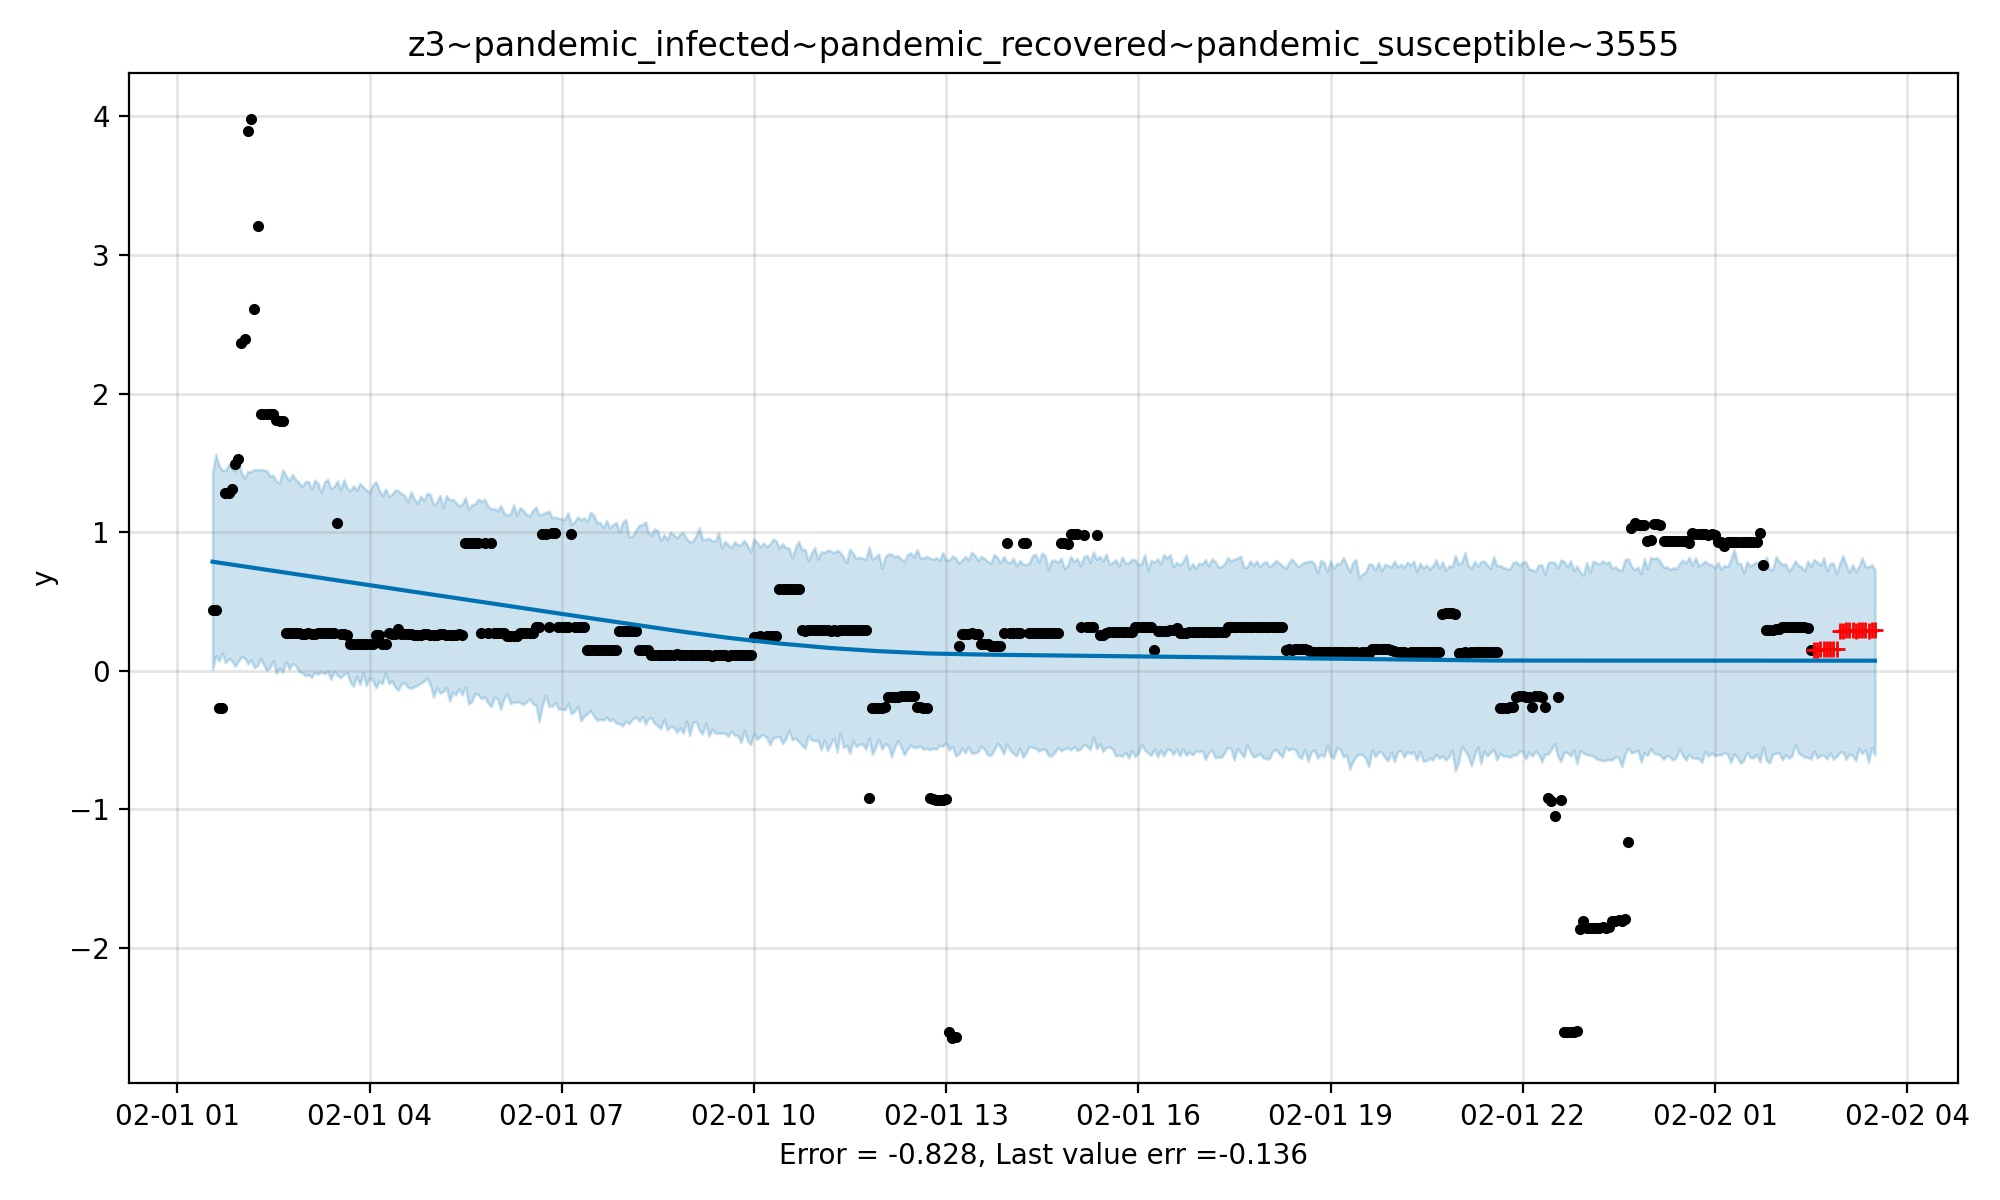 z3~pandemic_infected~pandemic_recovered~pandemic_susceptible~3555
4
3
2
1
0
−1
−2
y
02-01 01 02-01 04 02-01 07 02-01 10 02-01 13 02-01 16 02-01 19 02-01 22 02-02 01 02-02 04
Error = -0.828, Last value err =-0.136